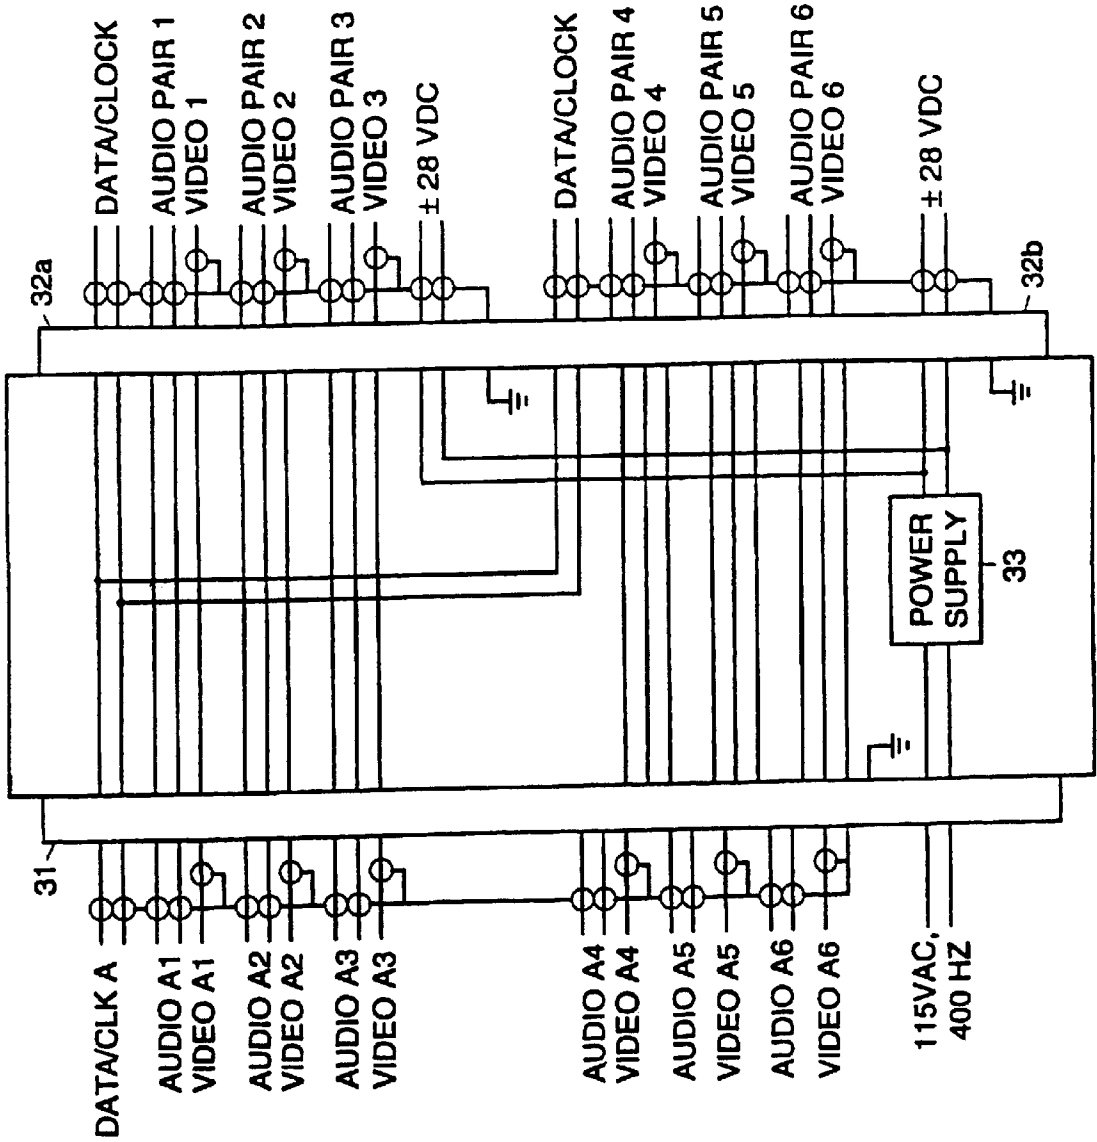 DATA/CLOCK
AUDIO PAIR 1
VIDEO 1
AUDIO PAIR 2
VIDEO 2
AUDIO PAIR 3
VIDEO 3
± 28 VDC
DATA/CLOCK
AUDIO PAIR 4
VIDEO 4
AUDIO PAIR 5
VIDEO 5
AUDIO PAIR 6
VIDEO 6
± 28 VDC
32a
32b
POWER
SUPPLY
33
31
DATA/CLK A
AUDIO A1
VIDEO A1
AUDIO A2
VIDEO A2
AUDIO A3
VIDEO A3
AUDIO A4
VIDEO A4
AUDIO A5
VIDEO A5
AUDIO A6
VIDEO A6
115VAC,
400 HZ